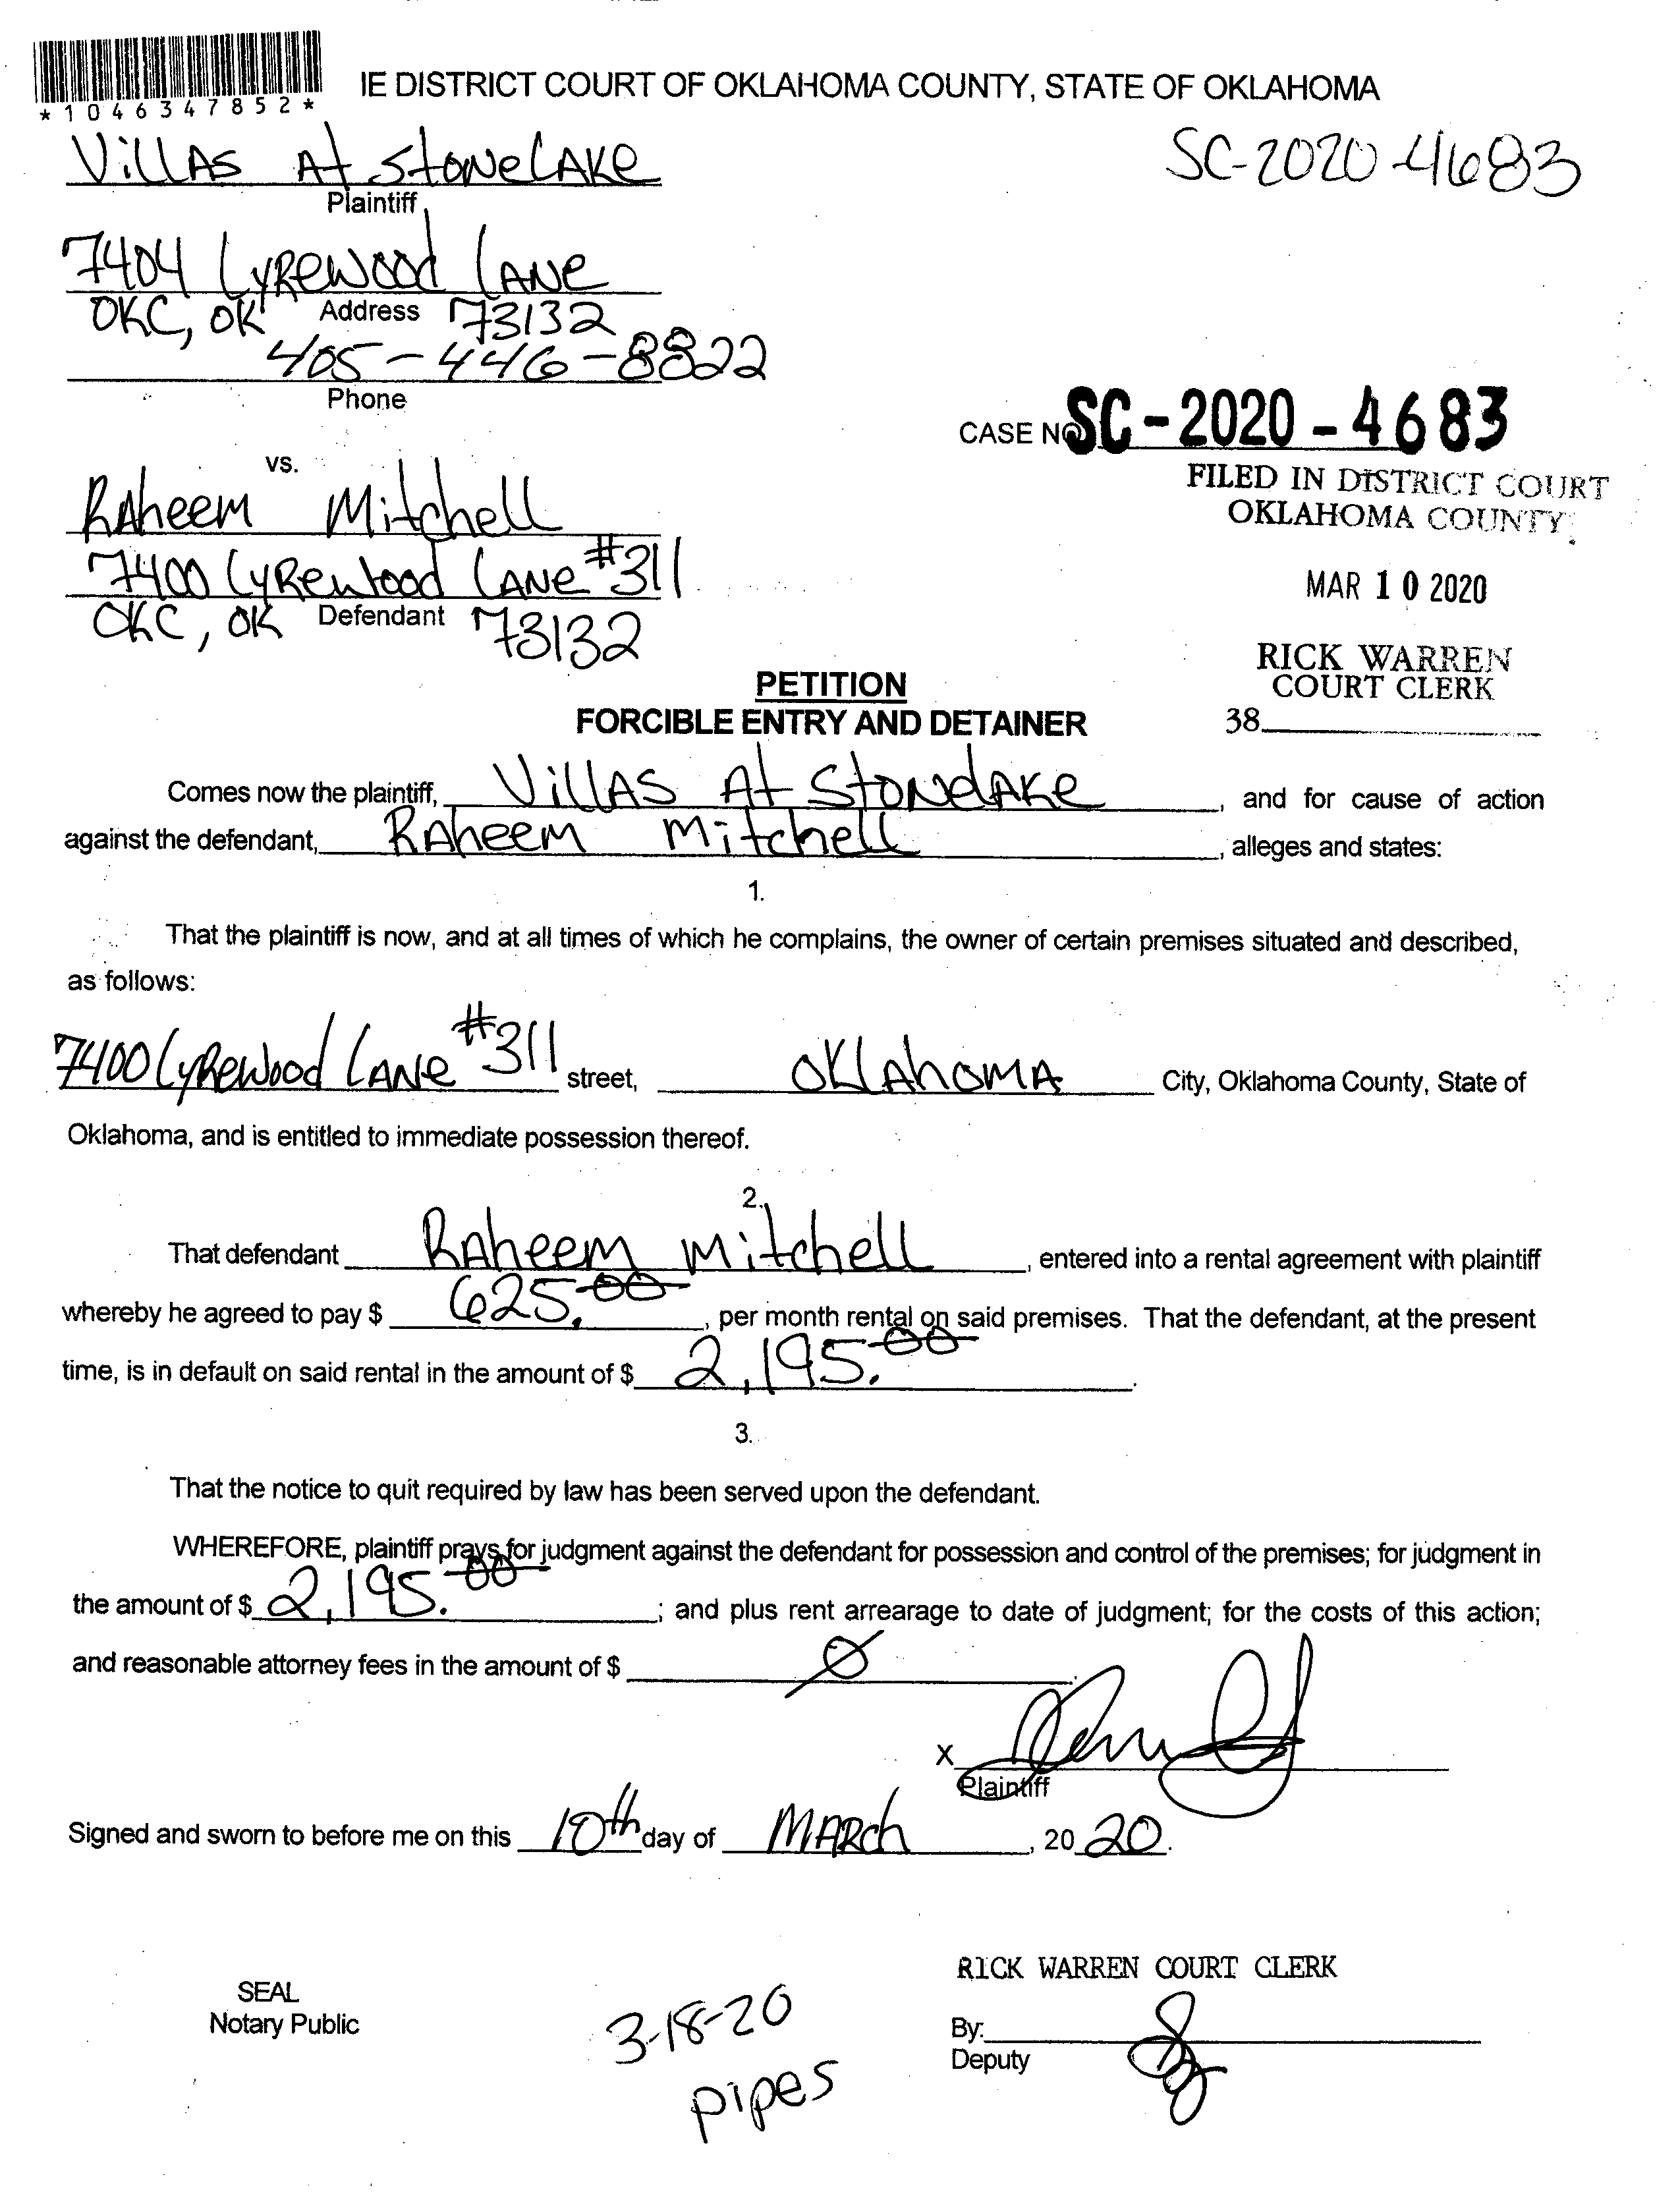 *1046347852*
IE DISTRICT COURT OF OKLAHOMA COUNTY, STATE OF OKLAHOMA
Villas At Stonelake
Plaintiff
SC-2020-4683
7404 Lyrewood Lane
OKC, OK Address 73132
405-446-8822
Phone
CASE NO. SC-2020-4683
FILED IN DISTRICT COURT
OKLAHOMA COUNTY
vs.
Raheem Mitchell
7400 Lyrewood Lane #311
OKC, OK Defendant 73132
MAR 10 2020
RICK WARREN
COURT CLERK
38
PETITION
FORCIBLE ENTRY AND DETAINER
Comes now the plaintiff, Villas At Stonelake, and for cause of action
against the defendant, Raheem Mitchell, alleges and states:
1.
That the plaintiff is now, and at all times of which he complains, the owner of certain premises situated and described,
as follows:
7400 Lyrewood Lane #311 street, Oklahoma City, Oklahoma County, State of
Oklahoma, and is entitled to immediate possession thereof.
2.
That defendant Raheem Mitchell, entered into a rental agreement with plaintiff
whereby he agreed to pay $ 625.00, per month rental on said premises. That the defendant, at the present
time, is in default on said rental in the amount of $ 2,195.00.
3.
That the notice to quit required by law has been served upon the defendant.
WHEREFORE, plaintiff prays for judgment against the defendant for possession and control of the premises; for judgment in
the amount of $ 2,195.00; and plus rent arrearage to date of judgment; for the costs of this action;
and reasonable attorney fees in the amount of $ Ø.
X
Plaintiff
Signed and sworn to before me on this 10th day of March, 2020.
RICK WARREN COURT CLERK
SEAL
Notary Public
3-18-20
pipes
By:
Deputy